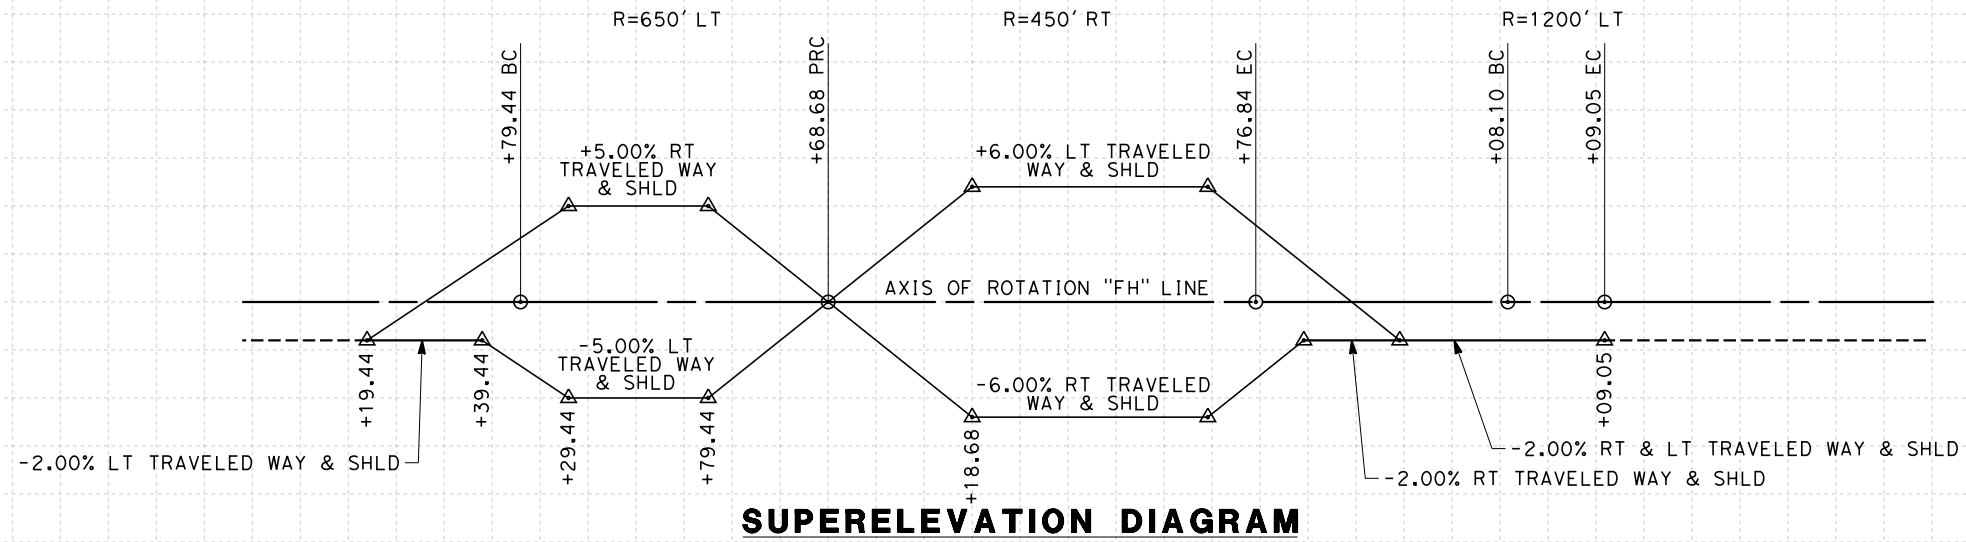 R=650' LT
R=450' RT
R=1200' LT
+79.44 BC
+68.68 PRC
+76.84 EC
+08.10 BC
+09.05 EC
+5.00% RT
TRAVELED WAY
& SHLD
+6.00% LT TRAVELED
WAY & SHLD
AXIS OF ROTATION "FH" LINE
-5.00% LT
TRAVELED WAY
& SHLD
-6.00% RT TRAVELED
WAY & SHLD
+19.44
+39.44
+29.44
+79.44
+18.68
+09.05
-2.00% LT TRAVELED WAY & SHLD
-2.00% RT & LT TRAVELED WAY & SHLD
-2.00% RT TRAVELED WAY & SHLD
SUPERELEVATION DIAGRAM